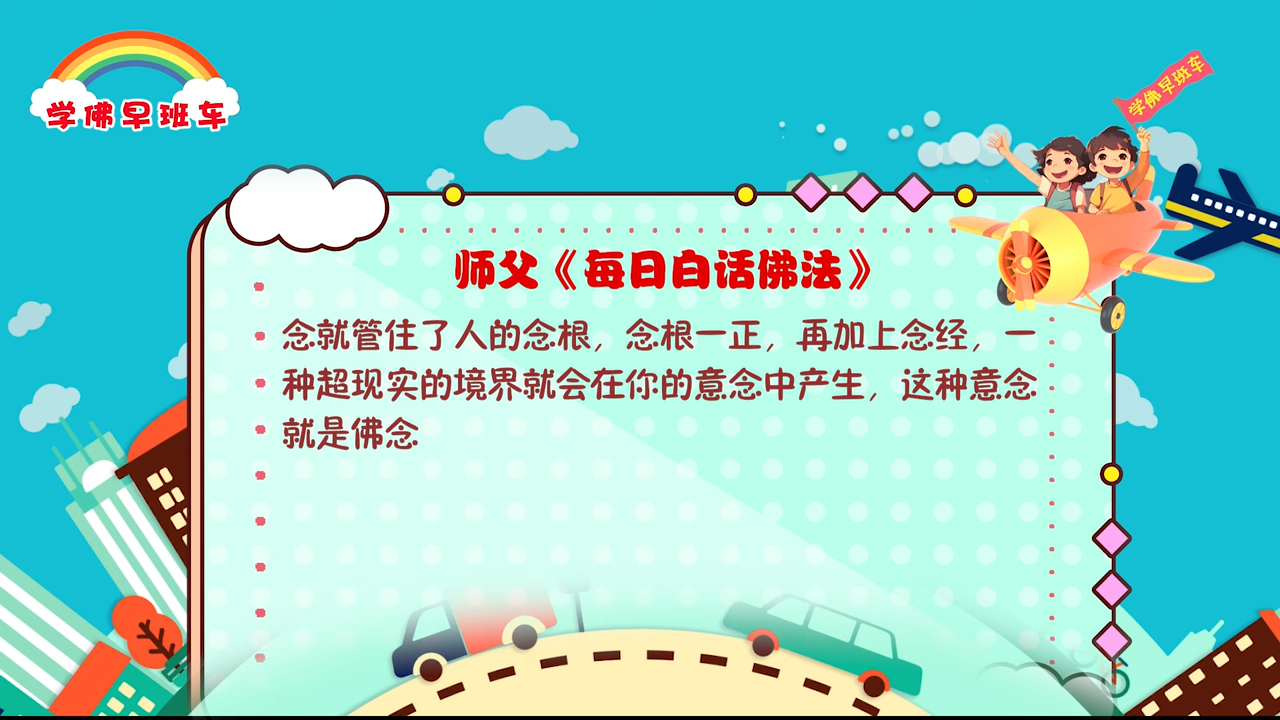 学佛早班车
学佛早班车
师父《每日白话佛法》
念就管住了人的念根，念根一正，再加上念经，一
种超现实的境界就会在你的意念中产生，这种意念
就是佛念